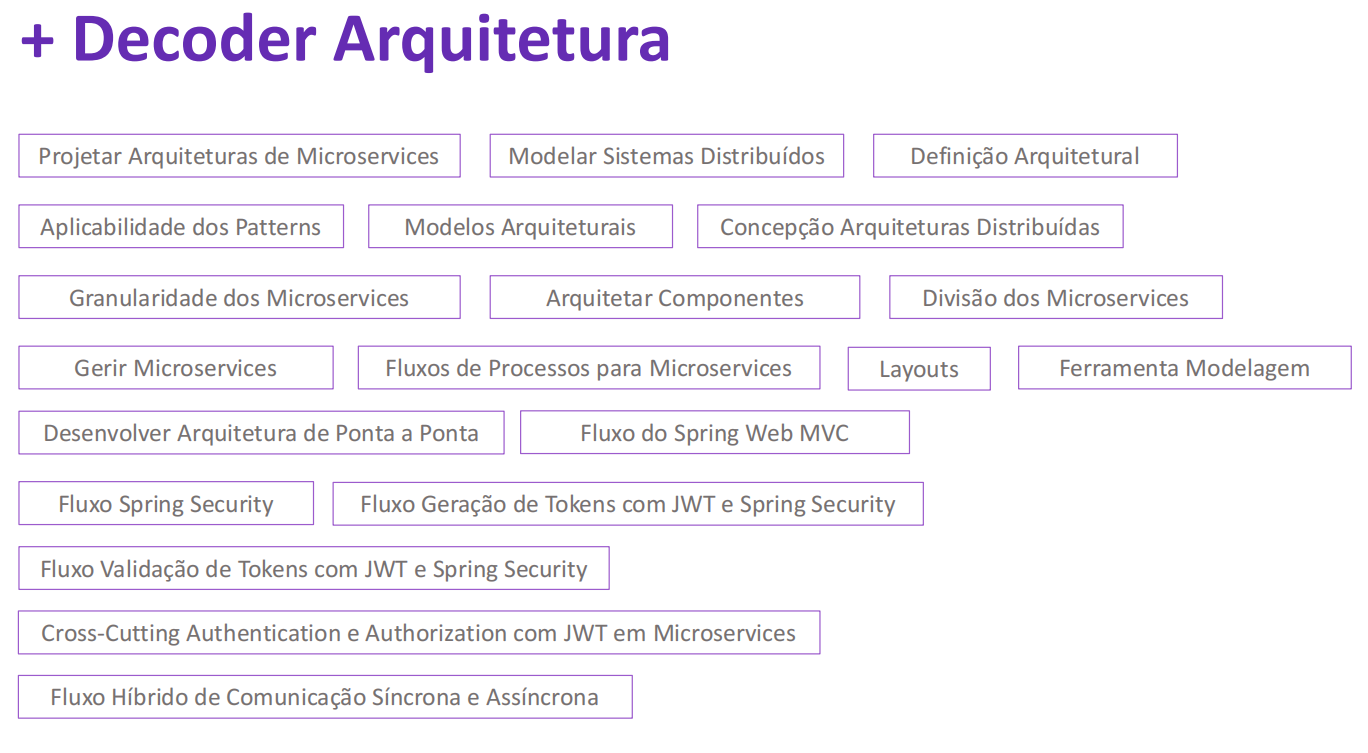 + Decoder Arquitetura
Projetar Arquiteturas de Microservices
Modelar Sistemas Distribuídos
Definição Arquitetural
Aplicabilidade dos Patterns
Modelos Arquiteturais
Concepção Arquiteturas Distribuídas
Granularidade dos Microservices
Arquitetar Componentes
Divisão dos Microservices
Gerir Microservices
Fluxos de Processos para Microservices
Layouts
Ferramenta Modelagem
Desenvolver Arquitetura de Ponta a Ponta
Fluxo do Spring Web MVC
Fluxo Spring Security
Fluxo Geração de Tokens com JWT e Spring Security
Fluxo Validação de Tokens com JWT e Spring Security
Cross-Cutting Authentication e Authorization com JWT em Microservices
Fluxo Híbrido de Comunicação Síncrona e Assíncrona